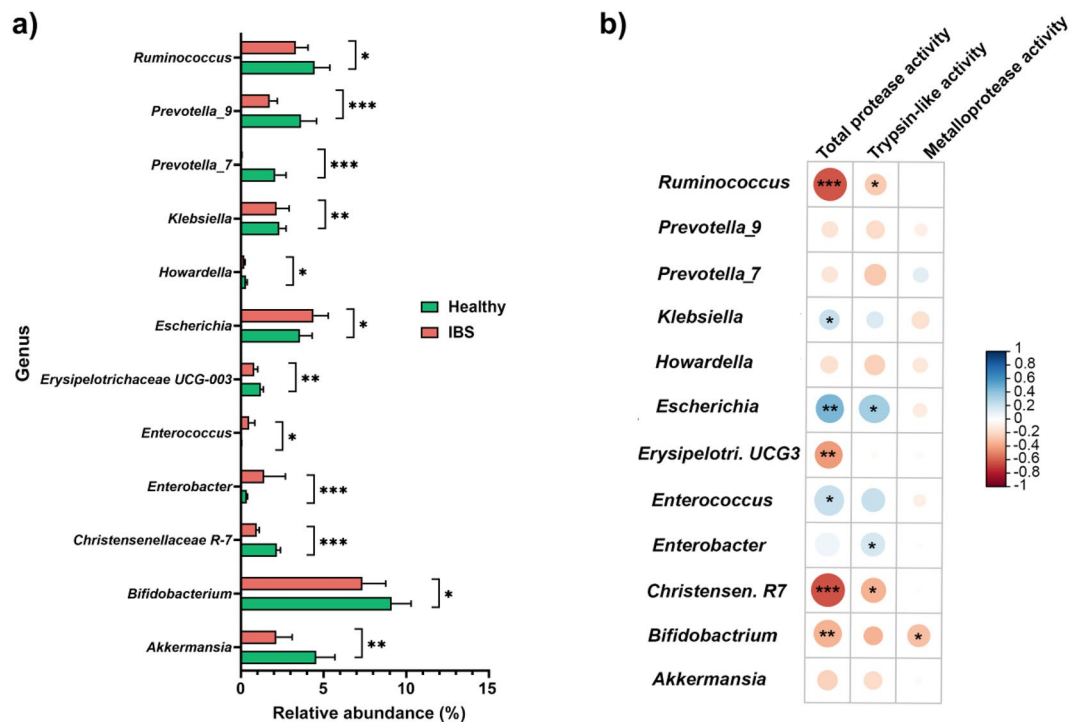 a)
Genus
Ruminococcus
*
Prevotella_9
***
Prevotella_7
***
Klebsiella
**
Howardella
*
Escherichia
*
Erysipelotrichaceae UCG-003
**
Enterococcus
*
Enterobacter
***
Christensenellaceae R-7
***
Bifidobacterium
*
Akkermansia
**
Healthy
IBS
0 5 10 15
Relative abundance (%)
b)
Total protease activity
Trypsin-like activity
Metalloprotease activity
Ruminococcus *** *
Prevotella_9
Prevotella_7
Klebsiella *
Howardella
Escherichia ** *
Erysipelotri. UCG3 **
Enterococcus *
Enterobacter *
Christensen. R7 *** *
Bifidobactrium ** *
Akkermansia
1
0.8
0.6
0.4
0.2
0
-0.2
-0.4
-0.6
-0.8
-1